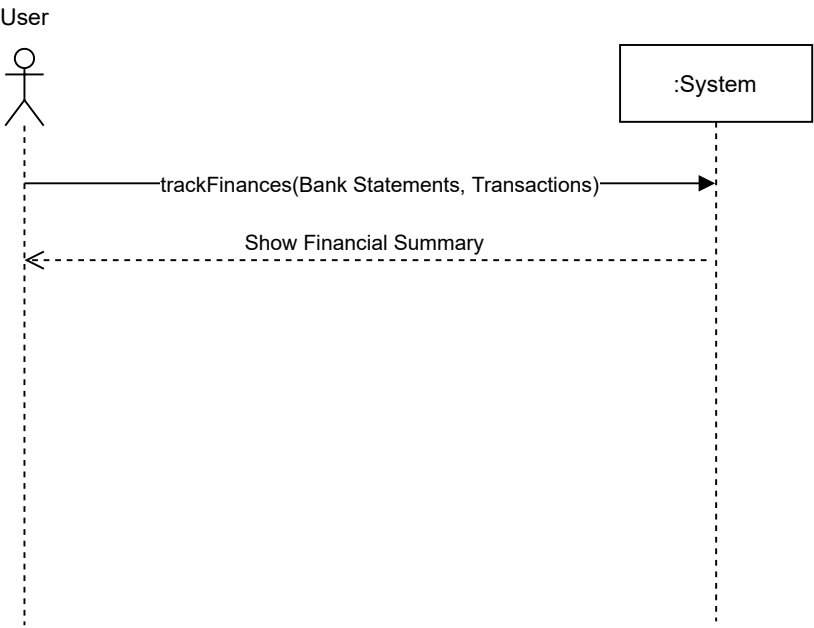 User
:System
trackFinances(Bank Statements, Transactions)
Show Financial Summary